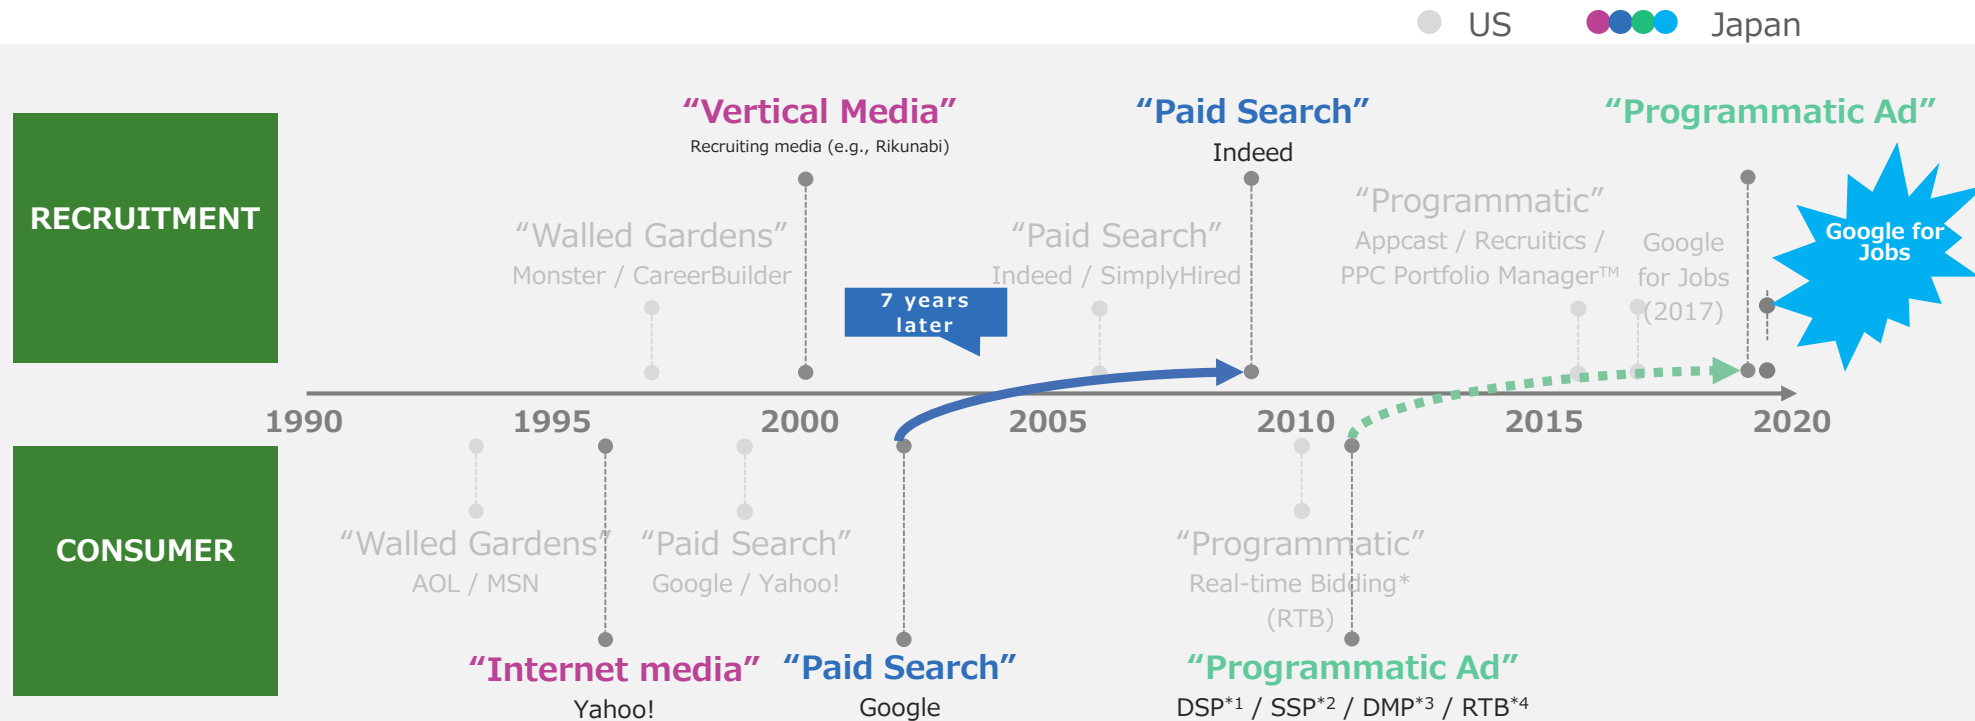 US Japan
“Vertical Media” “Paid Search” “Programmatic Ad”
Recruiting media (e.g., Rikunabi) Indeed
RECRUITMENT
“Walled Gardens”
Monster / CareerBuilder
“Paid Search”
Indeed / SimplyHired
“Programmatic”
Appcast / Recruitics /
PPC Portfolio Manager™
Google
for Jobs
(2017)
Google for
Jobs
7 years
later
1990 1995 2000 2005 2010 2015 2020
CONSUMER
“Walled Gardens”
AOL / MSN
“Paid Search”
Google / Yahoo!
“Programmatic”
Real-time Bidding*
(RTB)
“Internet media” “Paid Search” “Programmatic Ad”
Yahoo! Google DSP*1 / SSP*2 / DMP*3 / RTB*4